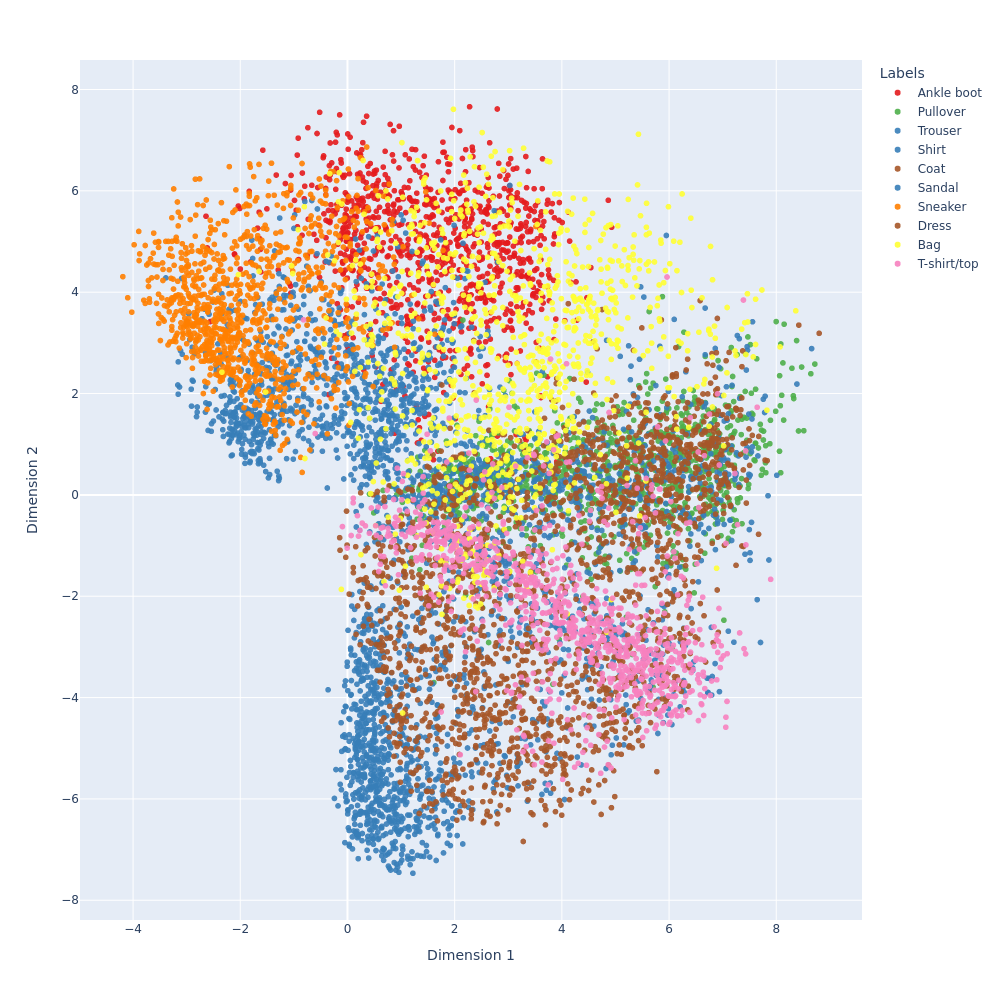 Labels
Ankle boot
Pullover
Trouser
Shirt
Coat
Sandal
Sneaker
Dress
Bag
T-shirt/top
8
6
4
2
0
−2
−4
−6
−8
Dimension 2
−4 −2 0 2 4 6 8
Dimension 1